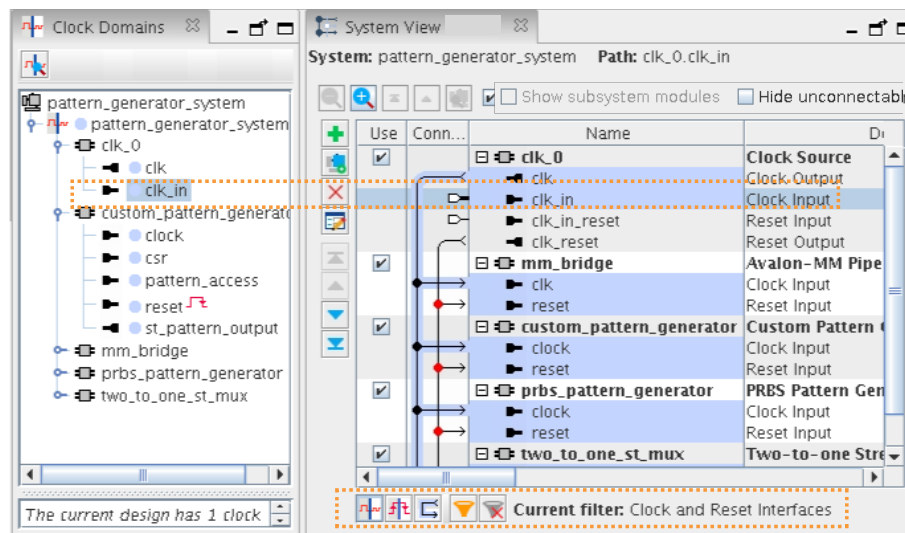 Clock Domains
System View
System: pattern_generator_system Path: clk_0.clk_in
Show subsystem modules
Hide unconnectabl
pattern_generator_system
pattern_generator_system
clk_0
clk
clk_in
custom_pattern_generato
clock
csr
pattern_access
reset
st_pattern_output
mm_bridge
prbs_pattern_generator
two_to_one_st_mux
The current design has 1 clock
Use Conn... Name D
clk_0 Clock Source
clk Clock Output
clk_in Clock Input
clk_in_reset Reset Input
clk_reset Reset Output
mm_bridge Avalon-MM Pipe
clk Clock Input
reset Reset Input
custom_pattern_generator Custom Pattern
clock Clock Input
reset Reset Input
prbs_pattern_generator PRBS Pattern Gen
clock Clock Input
reset Reset Input
two_to_one_st_mux Two-to-one Stre
Current filter: Clock and Reset Interfaces